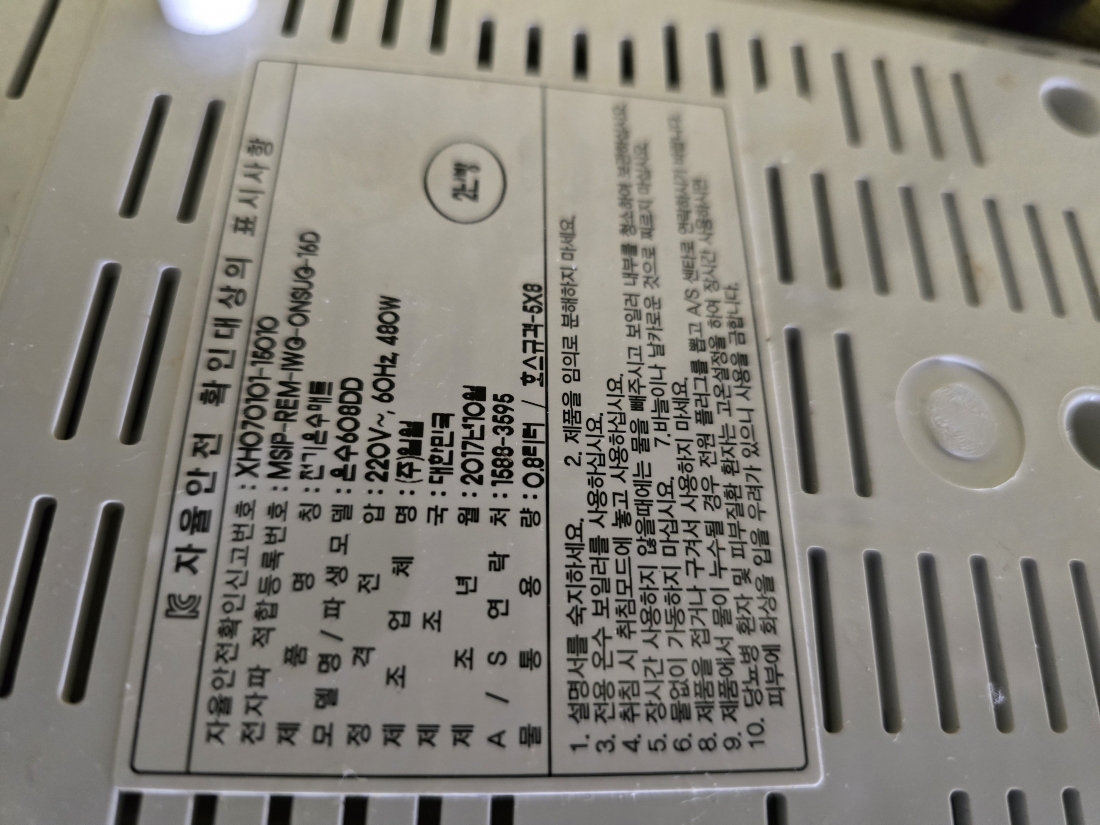 자율안전 확인대상의 표시사항
자율안전확인신고번호 : XH070101-15010
전자파 적합등록번호 : MSIP-REM-IWO-ONSUG-16D
제품명칭 : 전기온수매트
모델명/파생모델 : 온수608DD
정격전압 : 220V~, 60Hz, 480W
제조업체명 : (주)일월
제조국 : 대한민국
제조년월 : 2017년10월
A/S연락처 : 1588-3595
물통용량 : 0.8리터 / 호스규격-5X8
2난방
1. 설명서를 숙지하세요. 2. 제품을 임의로 분해하지 마세요.
3. 전용 온수 보일러를 사용하십시요.
4. 취침 시 취침모드에 놓고 사용하십시요.
5. 장시간 사용하지 않을때에는 물을 빼주시고 보일러 내부를 청소하여 보관하십시요.
6. 물없이 가동하지 마십시요. 7.바늘이나 날카로운 것으로 찌르지 마십시요.
8. 제품을 접거나 구겨서 사용하지 마세요.
9. 제품에서 물이 누수될 경우 전원 플러그를 뽑고 A/S 센타로 연락하시기 바랍니다.
10. 당뇨병 환자 및 피부질환 환자는 고온설정을 하여 장시간 사용하시면
피부에 화상을 입을 우려가 있으니 사용을 금합니다.